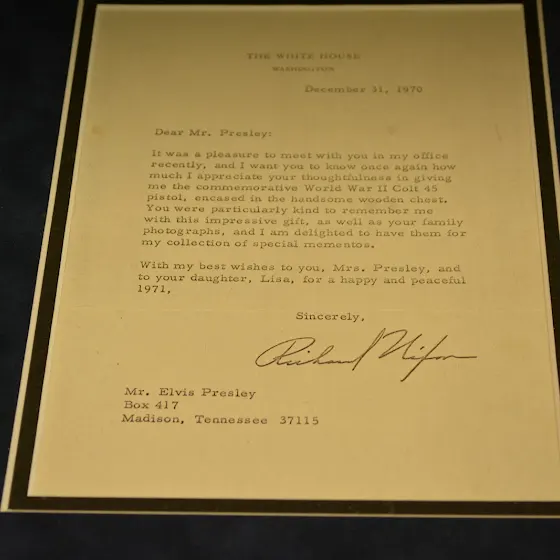 THE WHITE HOUSE
WASHINGTON
December 31, 1970
Dear Mr. Presley:
It was a pleasure to meet with you in my office
recently, and I want you to know once again how
much I appreciate your thoughtfulness in giving
me the commemorative World War II Colt 45
pistol, encased in the handsome wooden chest.
You were particularly kind to remember me
with this impressive gift, as well as your family
photographs, and I am delighted to have them for
my collection of special mementos.
With my best wishes to you, Mrs. Presley, and
to your daughter, Lisa, for a happy and peaceful
1971,
Sincerely,
Richard Nixon
Mr. Elvis Presley
Box 417
Madison, Tennessee 37115